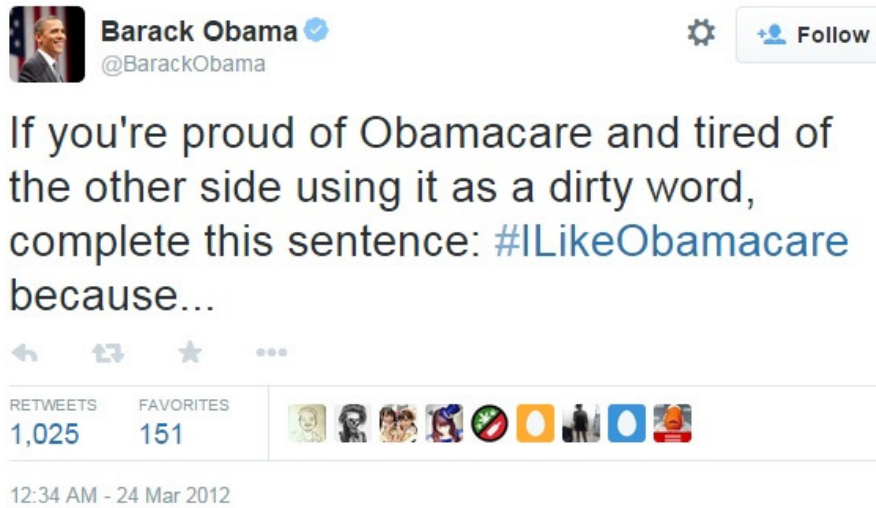 Barack Obama
Follow
@BarackObama
If you're proud of Obamacare and tired of
the other side using it as a dirty word,
complete this sentence: #ILikeObamacare
because...
RETWEETS FAVORITES
1,025 151
12:34 AM - 24 Mar 2012